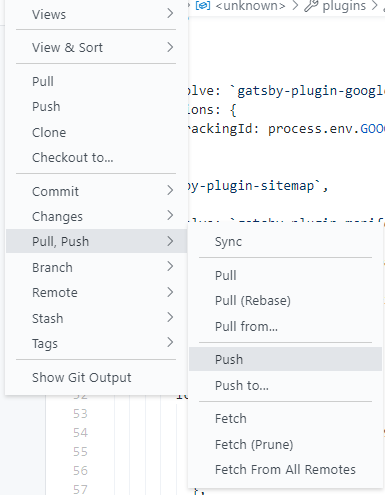 Views
<unknown> > plugins
View & Sort
Pull
olve: `gatsby-plugin-google
Push
ions: {
Clone
rackingId: process.env.GOO
Checkout to...
Commit
by-plugin-sitemap`,
Changes
Pull, Push
Branch
Remote
Stash
Tags
Show Git Output
Sync
Pull
Pull (Rebase)
Pull from...
Push
Push to...
Fetch
Fetch (Prune)
Fetch From All Remotes
52
53
54
55
56
57
},